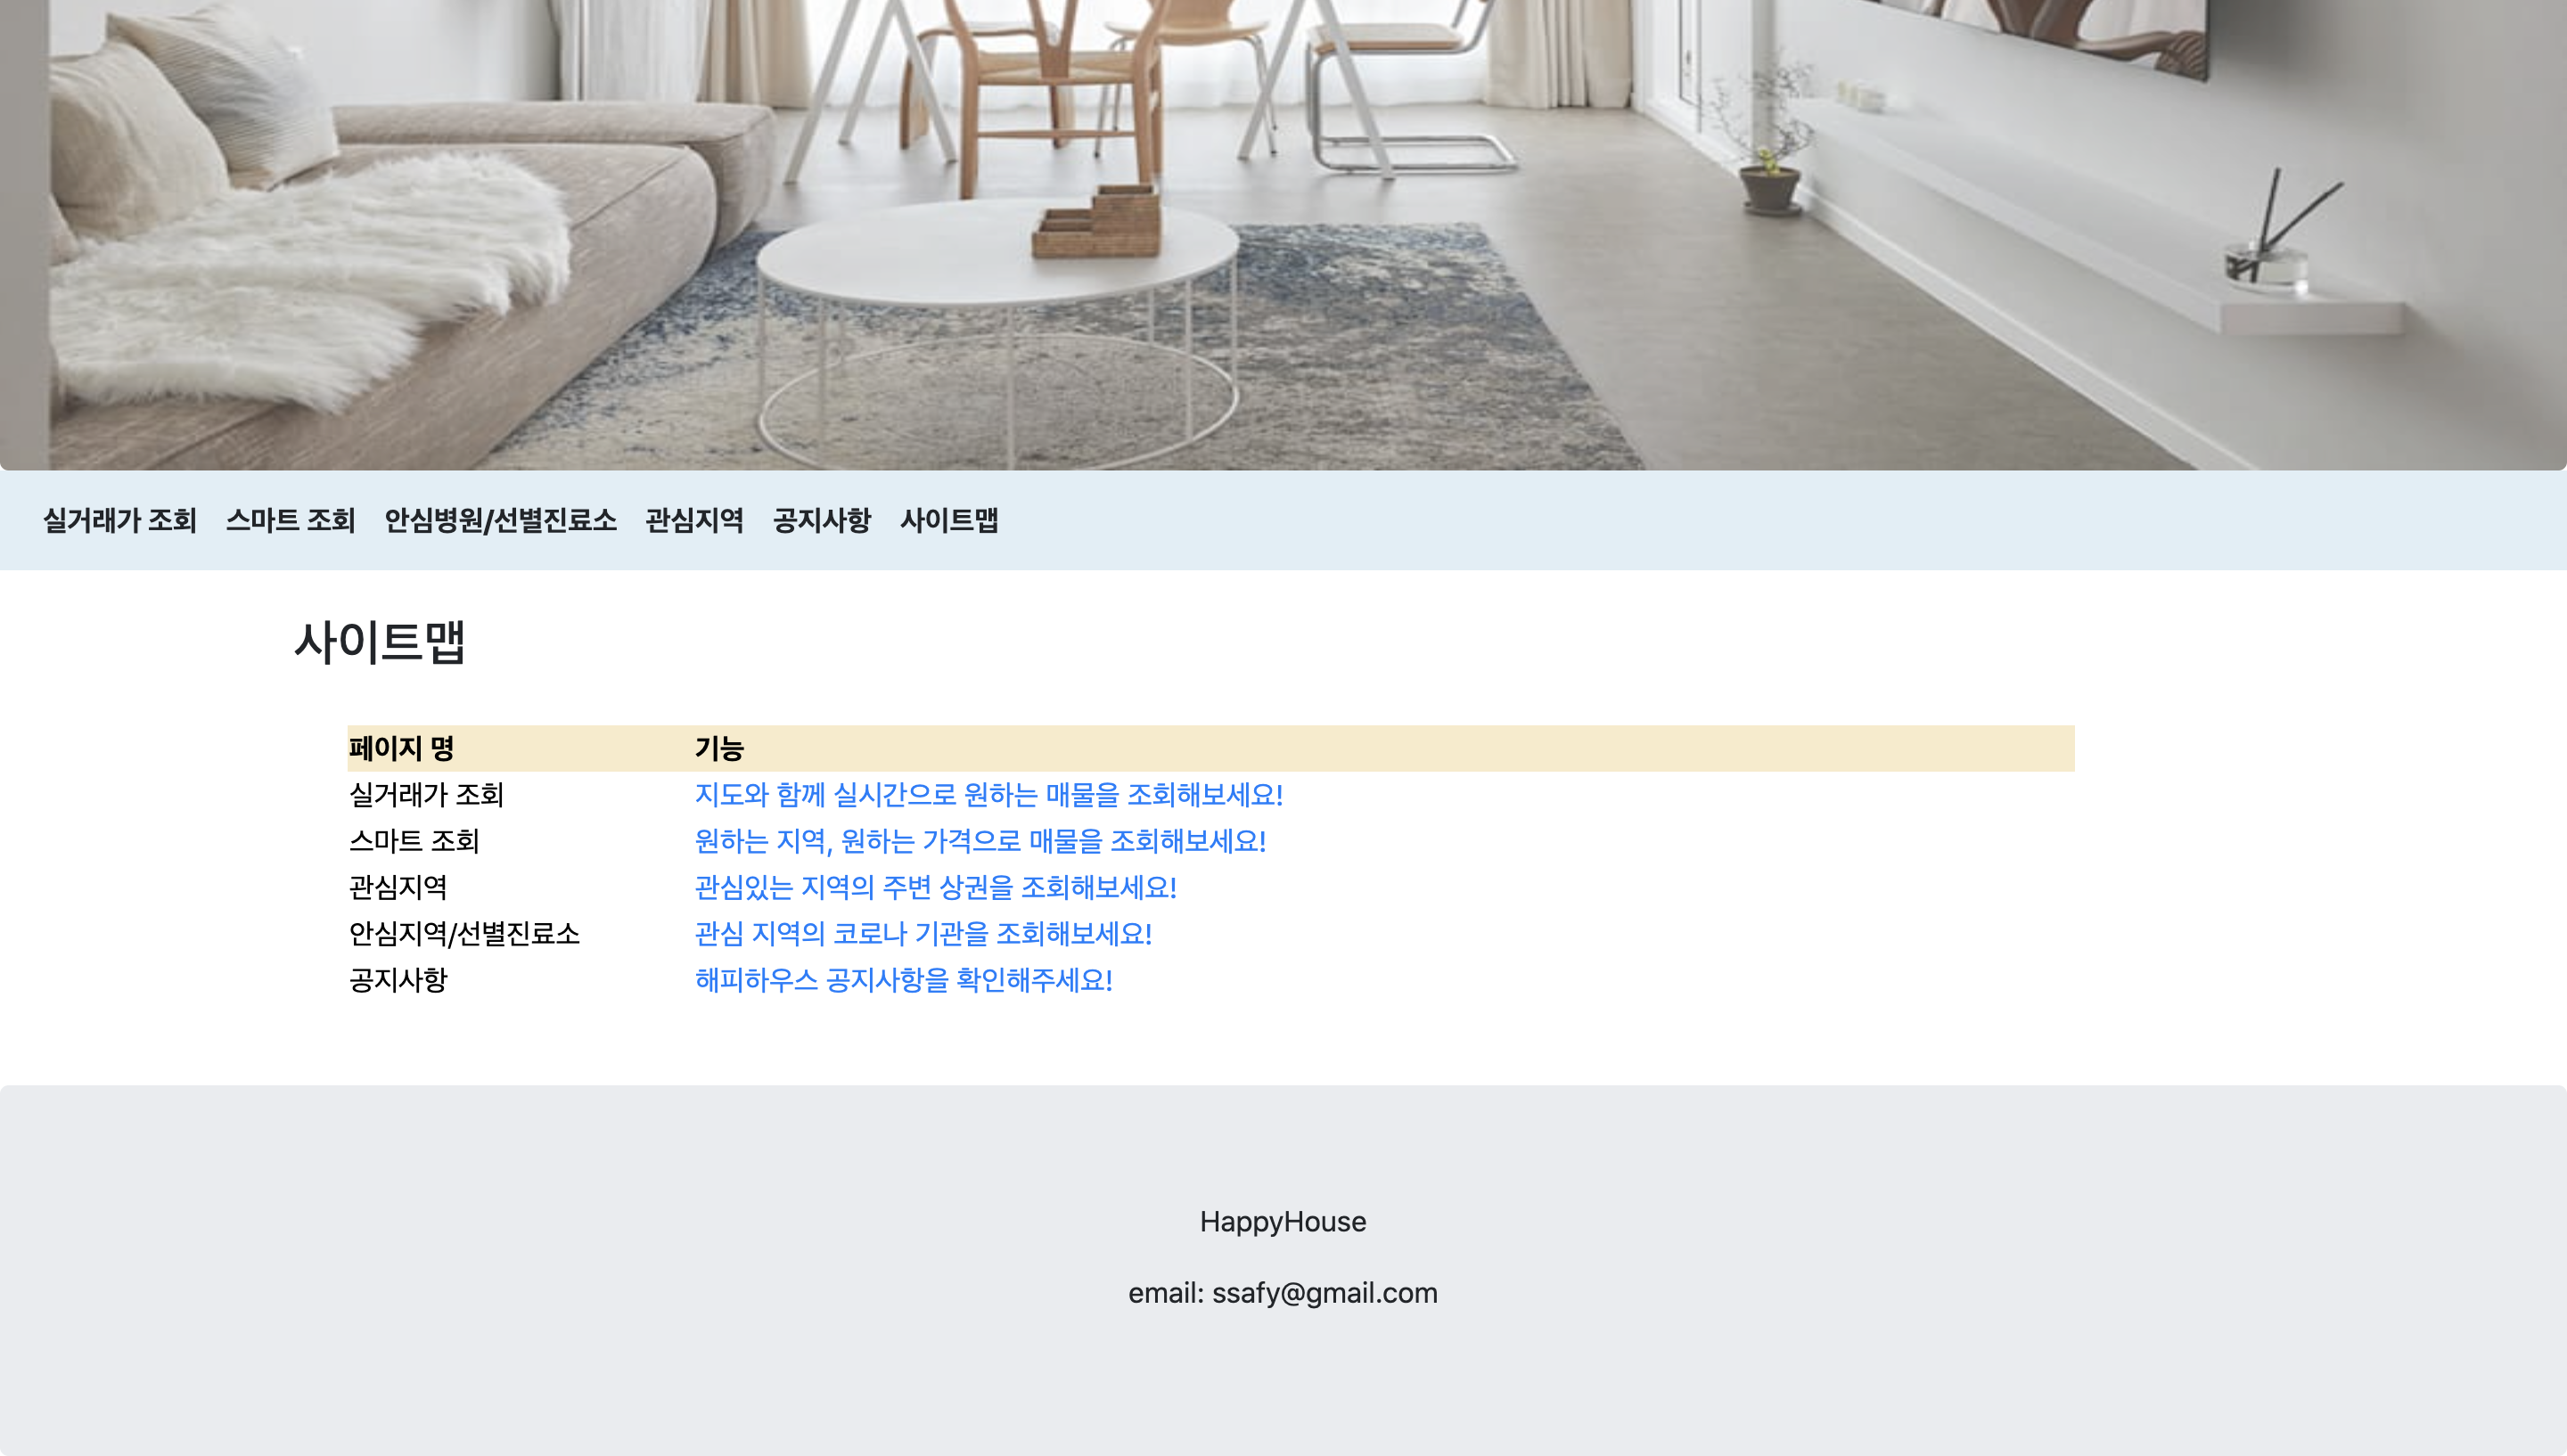 실거래가 조회 스마트 조회 안심병원/선별진료소 관심지역 공지사항 사이트맵
사이트맵
페이지 명 기능
실거래가 조회 지도와 함께 실시간으로 원하는 매물을 조회해보세요!
스마트 조회 원하는 지역, 원하는 가격으로 매물을 조회해보세요!
관심지역 관심있는 지역의 주변 상권을 조회해보세요!
안심지역/선별진료소 관심 지역의 코로나 기관을 조회해보세요!
공지사항 해피하우스 공지사항을 확인해주세요!
HappyHouse
email: ssafy@gmail.com